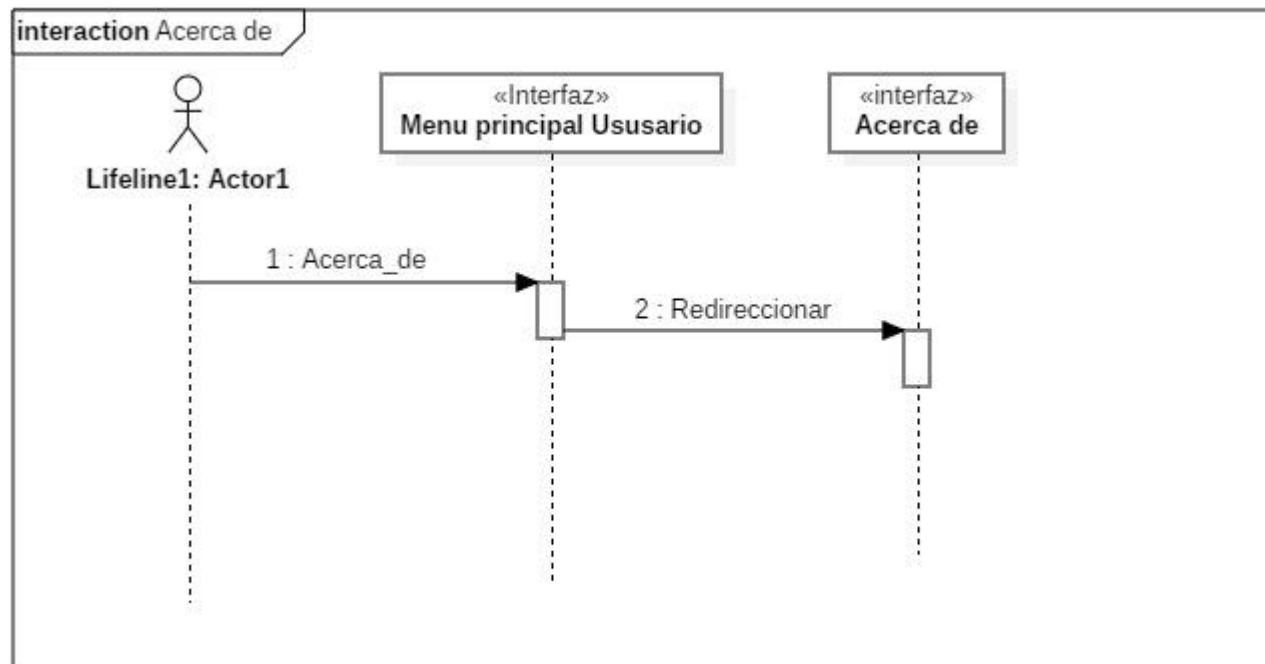 interaction Acerca de
«Interfaz»
Menu principal Ususario
«interfaz»
Acerca de
Lifeline1: Actor1
1 : Acerca_de
2 : Redireccionar